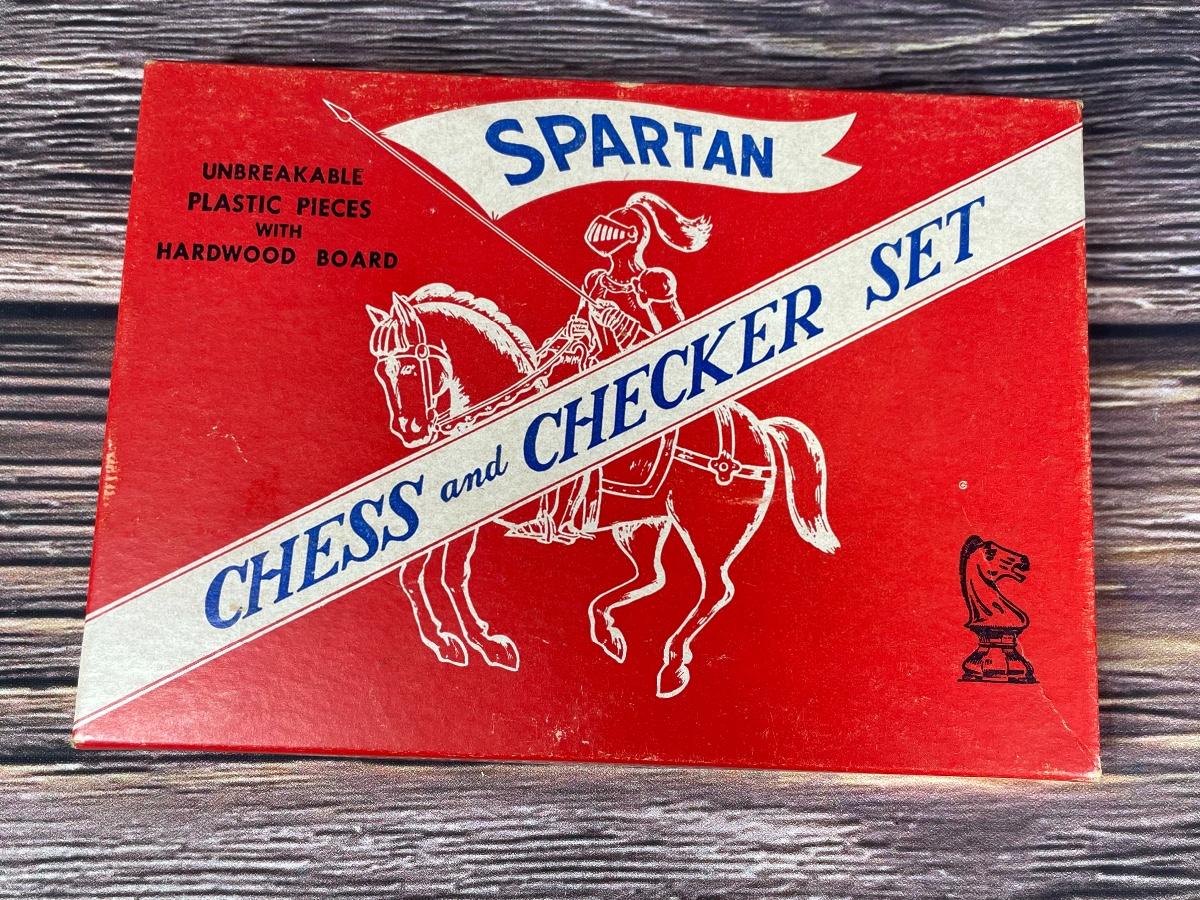 SPARTAN
UNBREAKABLE
PLASTIC PIECES
WITH
HARDWOOD BOARD
CHESS and CHECKER SET